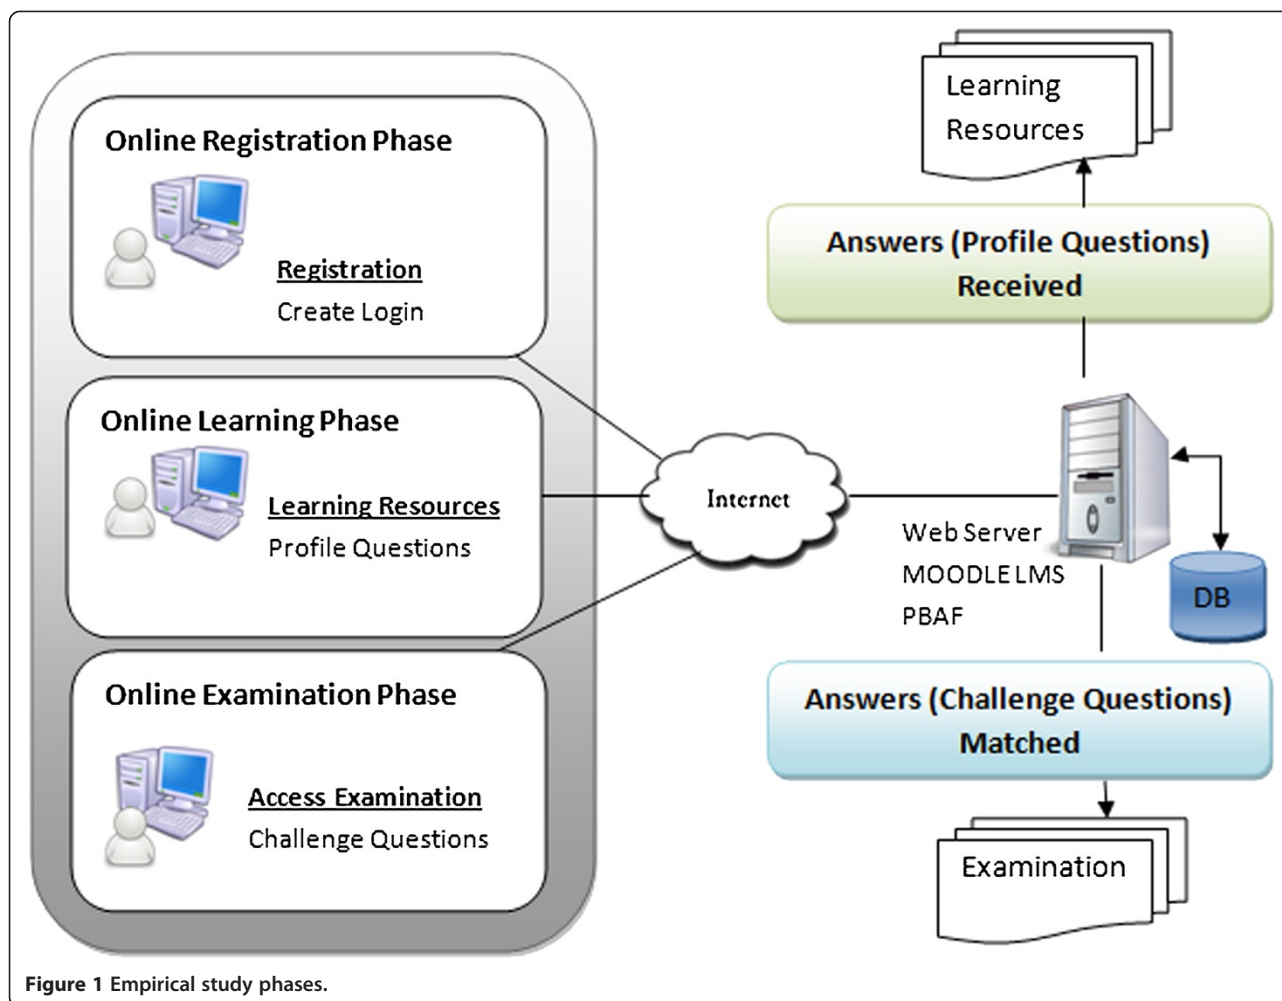 Online Registration Phase
Registration
Create Login
Online Learning Phase
Learning Resources
Profile Questions
Online Examination Phase
Access Examination
Challenge Questions
Internet
Learning
Resources
Answers (Profile Questions)
Received
Web Server
MOODLE LMS
PBAF
DB
Answers (Challenge Questions)
Matched
Examination
Figure 1 Empirical study phases.